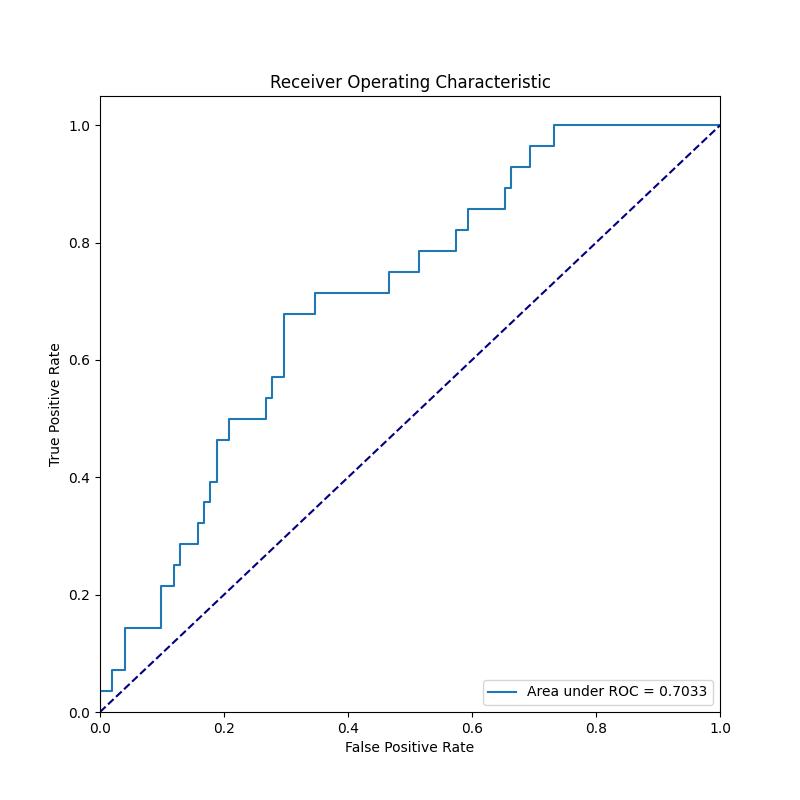 Receiver Operating Characteristic
True Positive Rate
1.0
0.8
0.6
0.4
0.2
0.0
0.0 0.2 0.4 0.6 0.8 1.0
False Positive Rate
Area under ROC = 0.7033